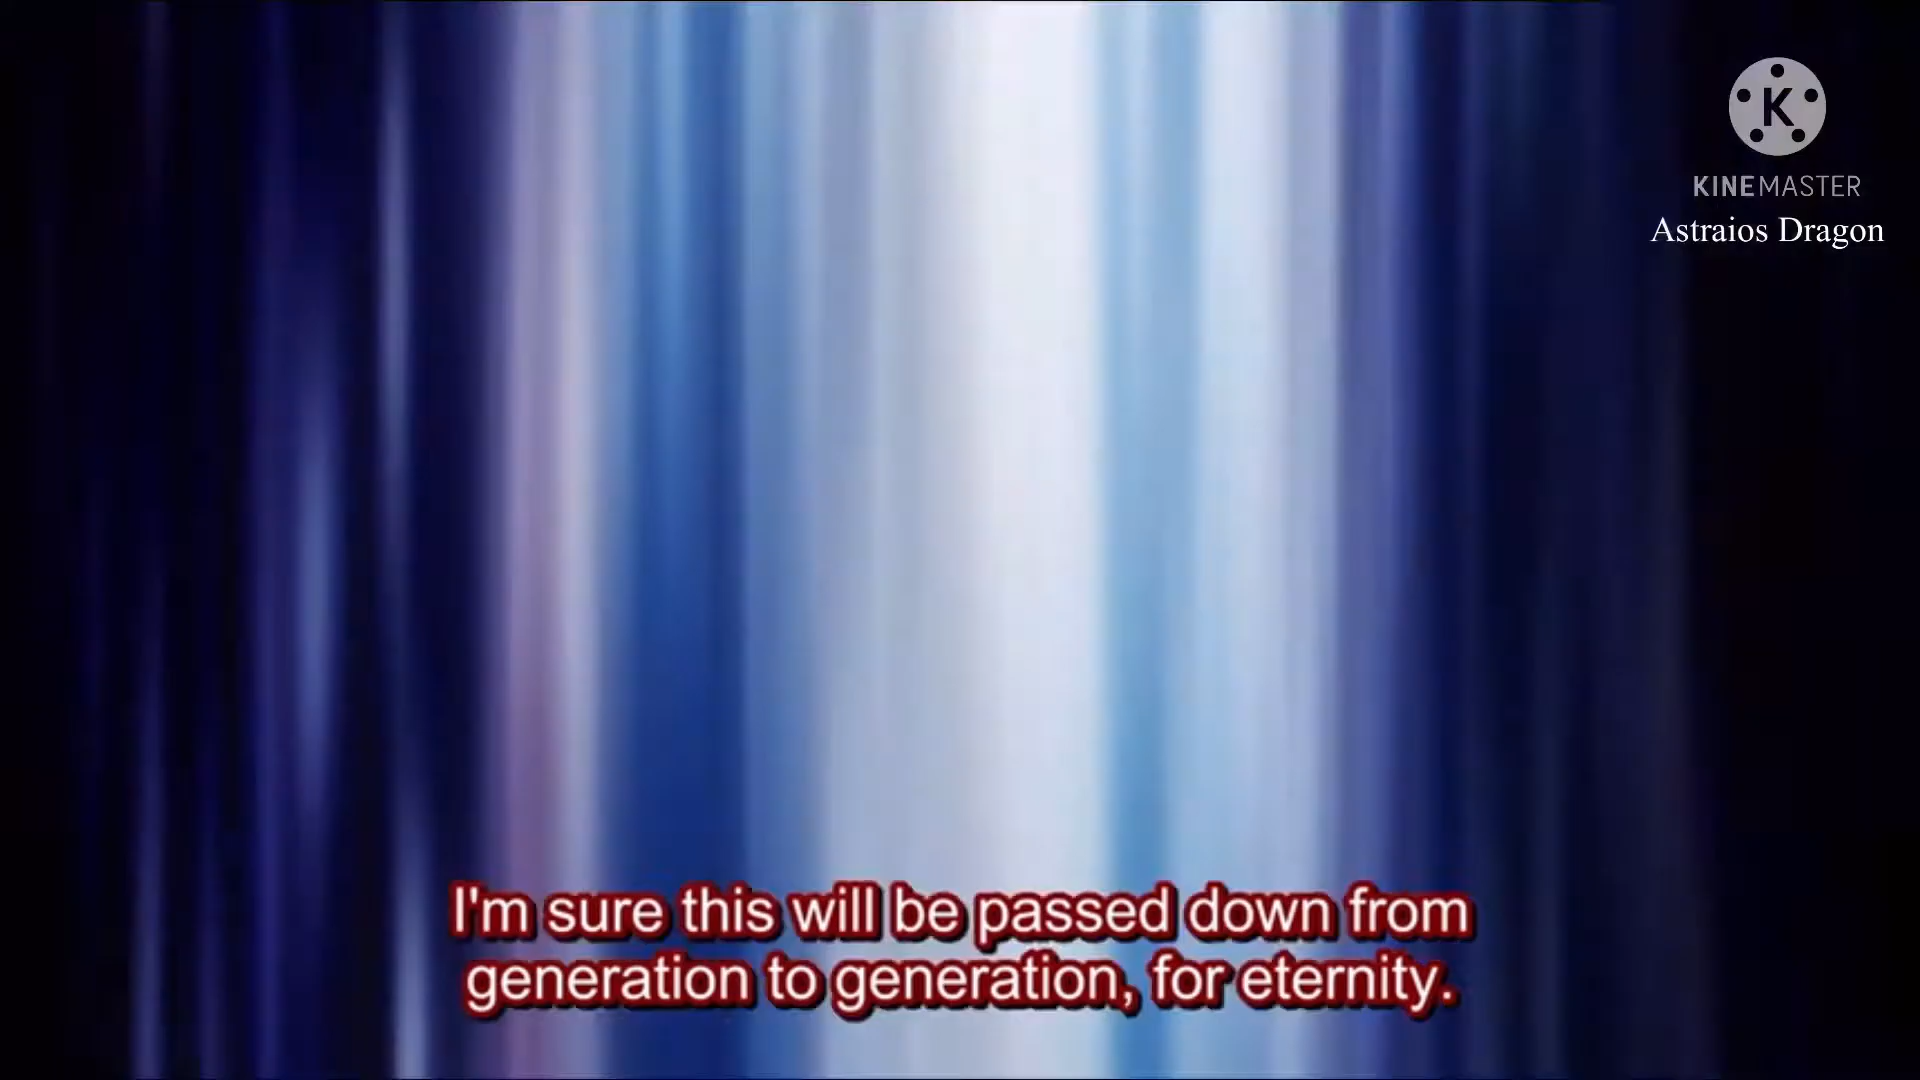 K
KINEMASTER
Astraios Dragon
I'm sure this will be passed down from
generation to generation, for eternity.